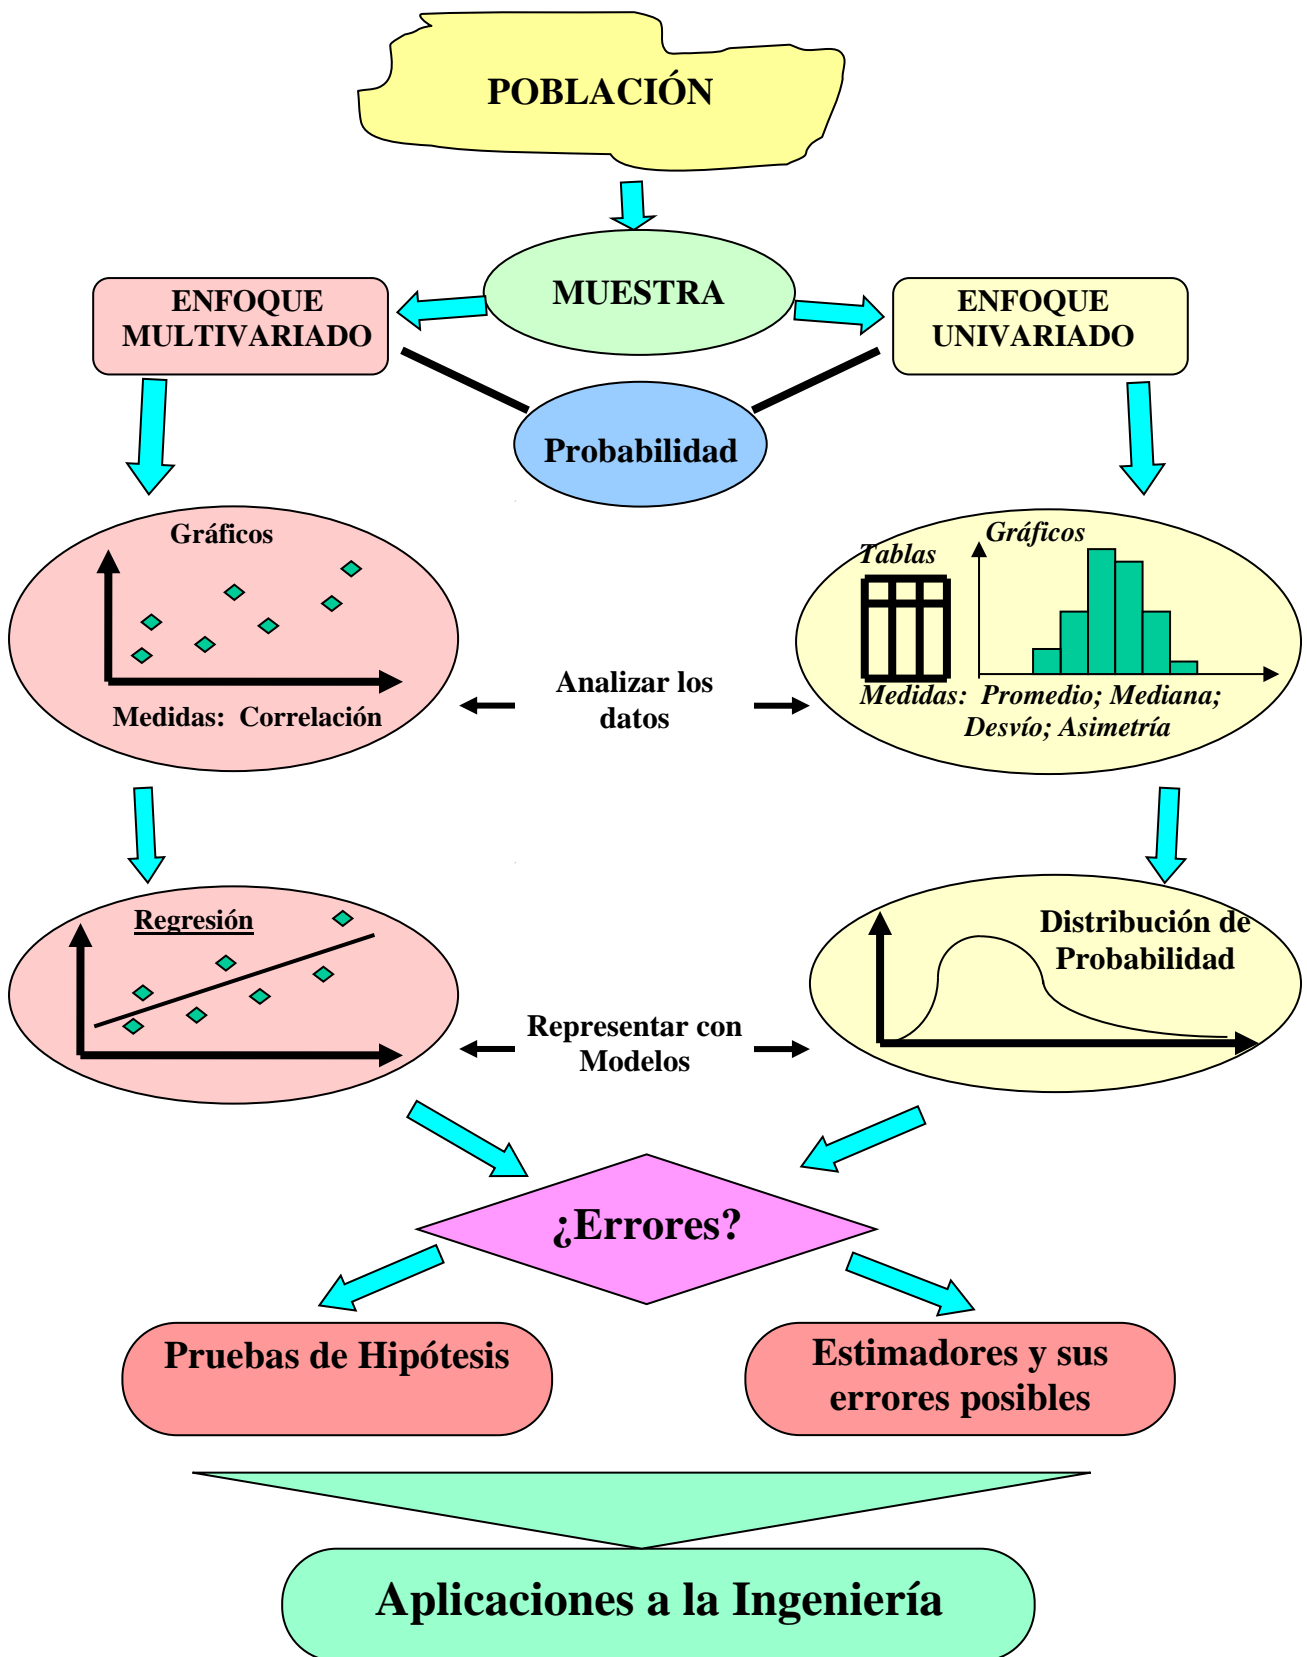 POBLACIÓN
MUESTRA
ENFOQUE
MULTIVARIADO
ENFOQUE
UNIVARIADO
Probabilidad
Gráficos
Medidas: Correlación
Analizar los
datos
Tablas
Gráficos
Medidas: Promedio; Mediana;
Desvío; Asimetría
Regresión
Representar con
Modelos
Distribución de
Probabilidad
¿Errores?
Pruebas de Hipótesis
Estimadores y sus
errores posibles
Aplicaciones a la Ingeniería